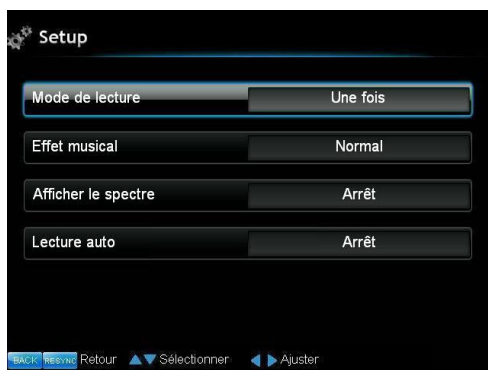 Setup
Mode de lecture Une fois
Effet musical Normal
Afficher le spectre Arrêt
Lecture auto Arrêt
BACK RESYNC Retour ▲▼ Sélectionner ◀ ▶ Ajuster